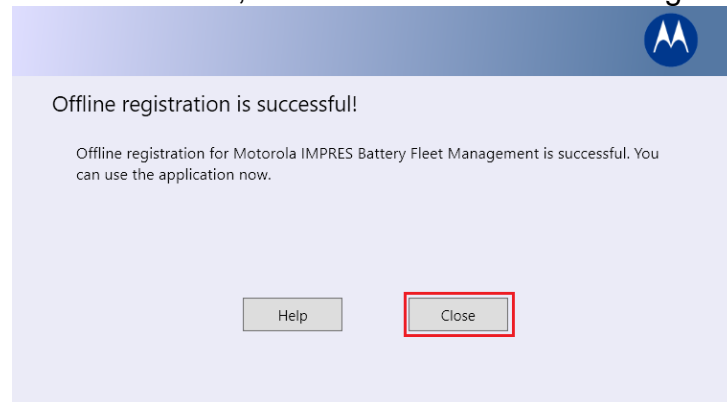 Offline registration is successful!
Offline registration for Motorola IMPRES Battery Fleet Management is successful. You
can use the application now.
Help
Close